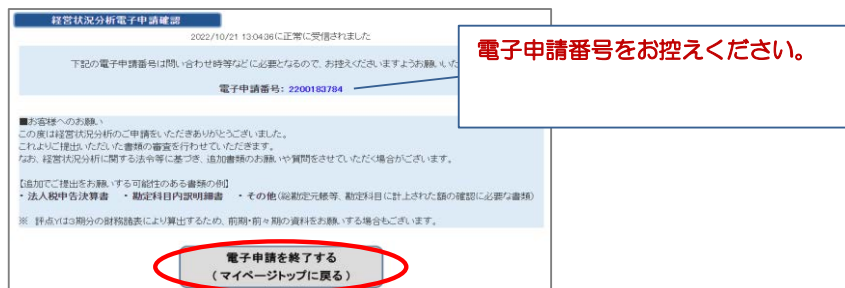 経営状況分析電子申請確認
2022/10/21 13:04:36に正常に受信されました
電子申請番号をお控えください。
下記の電子申請番号は問い合わせ時等などに必要となるので、お控えくださいますようお願いいた
電子申請番号: 2200183784
■お客様へのお願い
この度は経営状況分析のご申請をいただきありがとうございました。
これよりご提出いただいた書類の審査を行わせていただきます。
なお、経営状況分析に関する法令等に基づき、追加書類のお願いや質問をさせていただく場合がございます。
【追加でご提出をお願いする可能性のある書類の例】
・法人税申告決算書 ・勘定科目内訳明細書 ・その他(総勘定元帳等、勘定科目に計上された額の確認に必要な書類)
※ 評点Yは3期分の財務諸表により算出するため、前期・前々期の資料をお願いする場合もございます。
電子申請を終了する
(マイページトップに戻る)